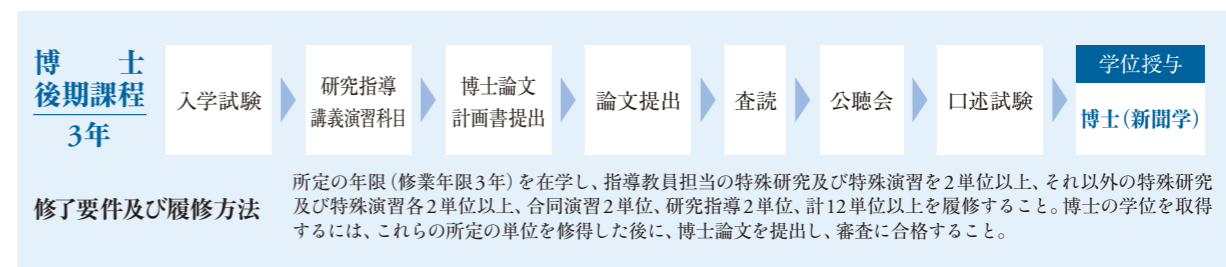 博士
後期課程
3年
入学試験
研究指導
講義演習科目
博士論文
計画書提出
論文提出
査読
公聴会
口述試験
学位授与
博士（新聞学）
修了要件及び履修方法
所定の年限（修業年限3年）を在学し、指導教員担当の特殊研究及び特殊演習を2単位以上、それ以外の特殊研究
及び特殊演習各2単位以上、合同演習2単位、研究指導2単位、計12単位以上を履修すること。博士の学位を取得
するには、これらの所定の単位を修得した後に、博士論文を提出し、審査に合格すること。